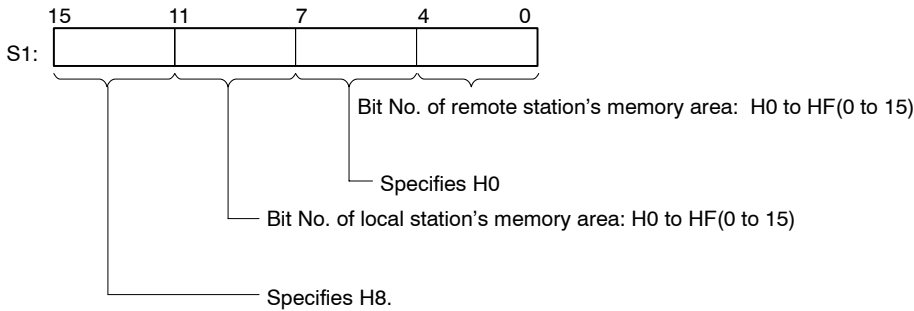 15 11 7 4 0
S1:
Bit No. of remote station's memory area: H0 to HF(0 to 15)
Specifies H0
Bit No. of local station's memory area: H0 to HF(0 to 15)
Specifies H8.